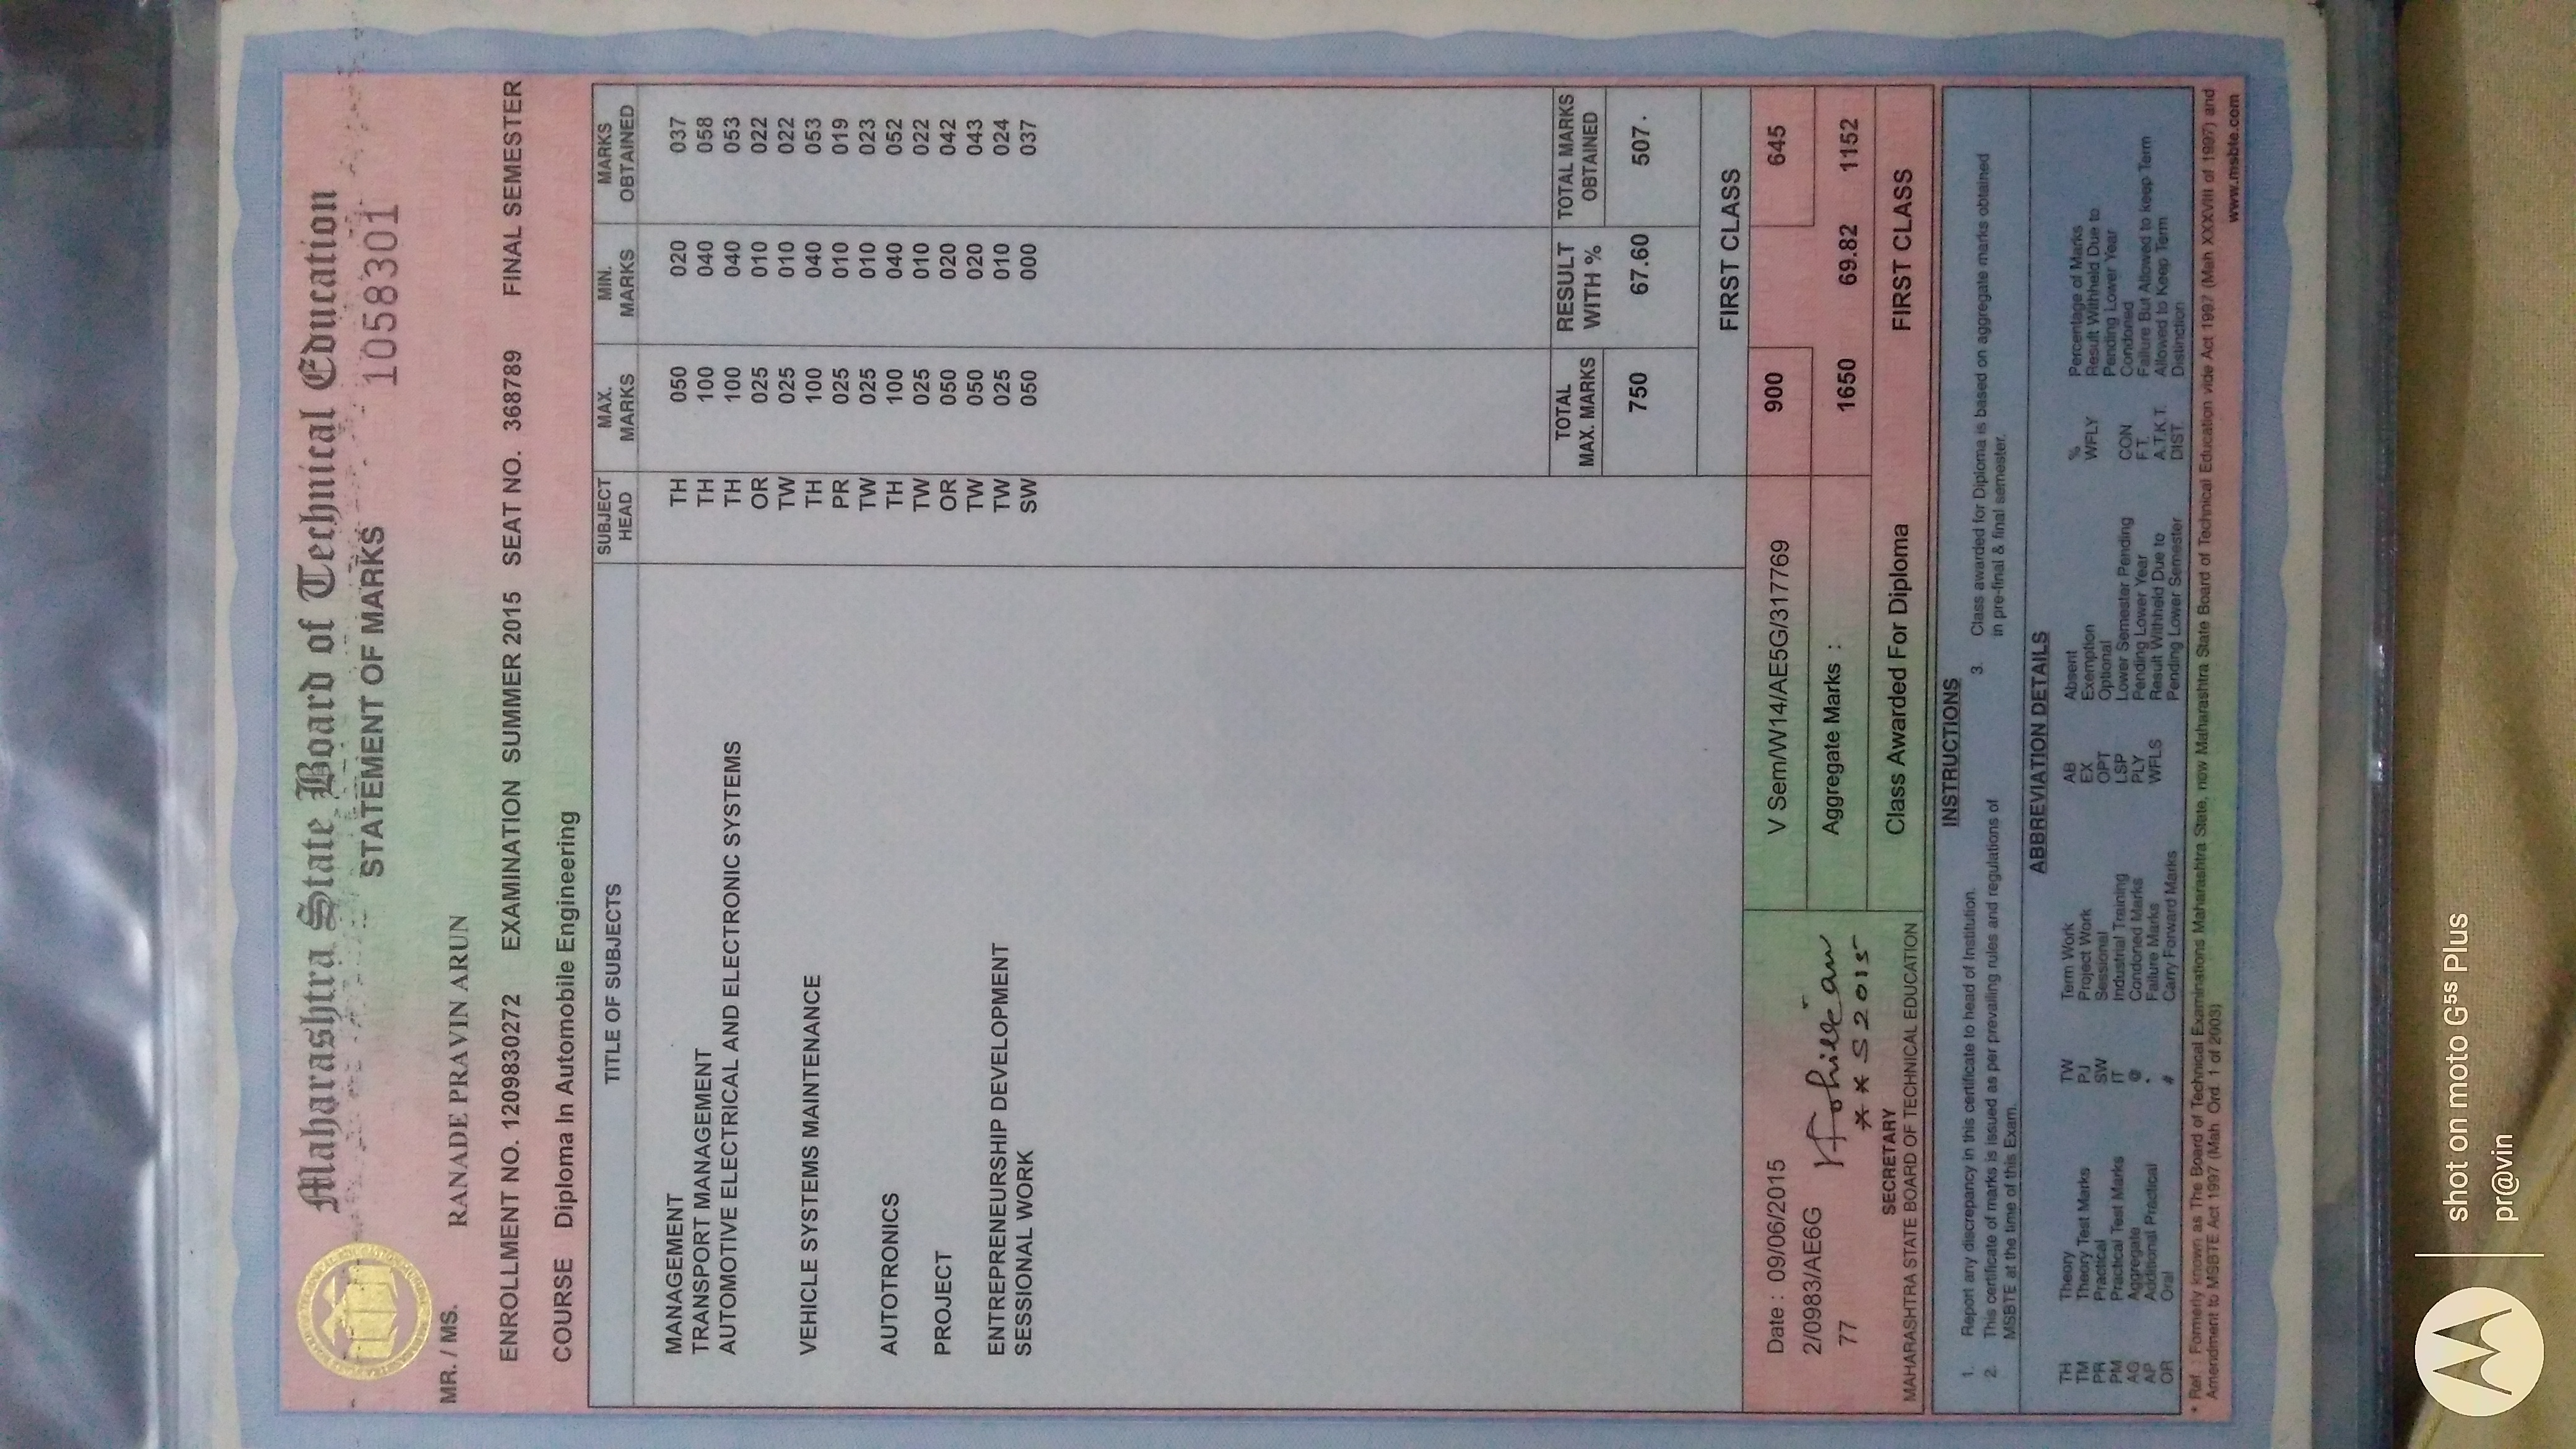 Maharashtra State Board of Technical Education
STATEMENT OF MARKS 1058301
MR. / MS. RANADE PRAVIN ARUN
ENROLLMENT NO. 1209830272 EXAMINATION SUMMER 2015 SEAT NO. 368789 FINAL SEMESTER
COURSE Diploma In Automobile Engineering
TITLE OF SUBJECTS SUBJECT HEAD MAX. MARKS MIN. MARKS MARKS OBTAINED
MANAGEMENT TH 050 020 037
TRANSPORT MANAGEMENT TH 100 040 058
AUTOMOTIVE ELECTRICAL AND ELECTRONIC SYSTEMS TH 100 040 053
OR 025 010 022
TW 025 010 022
VEHICLE SYSTEMS MAINTENANCE TH 100 040 053
PR 025 010 019
TW 025 010 023
AUTOTRONICS TH 100 040 052
TW 025 010 022
PROJECT OR 050 020 042
TW 050 020 043
ENTREPRENEURSHIP DEVELOPMENT TW 025 010 024
SESSIONAL WORK SW 050 000 037
TOTAL MAX. MARKS RESULT WITH % TOTAL MARKS OBTAINED
750 67.60 507.
FIRST CLASS
Date : 09/06/2015 V Sem/W14/AE5G/317769 900 645
2/0983/AE6G
77 Aggregate Marks : 1650 69.82 1152
**S2015
SECRETARY
MAHARASHTRA STATE BOARD OF TECHNICAL EDUCATION
Class Awarded For Diploma FIRST CLASS
INSTRUCTIONS
1. Report any discrepancy in this certificate to head of Institution.
2. This certificate of marks is issued as per prevailing rules and regulations of
MSBTE at the time of this Exam.
3. Class awarded for Diploma is based on aggregate marks obtained
in pre-final & final semester.
ABBREVIATION DETAILS
TH Theory TW Term Work AB Absent % Percentage of Marks
TM Theory Test Marks PJ Project Work EX Exemption WFLY Result Withheld Due to
PR Practical SW Sessional OPT Optional Pending Lower Year
PM Practical Test Marks IT Industrial Training LSP Lower Semester Pending CON Condoned
AG Aggregate @ Condoned Marks PLY Pending Lower Year F.T. Failure But Allowed to keep Term
AP Additional Practical * Failure Marks WFLS Result Withheld Due to A.T.K.T. Allowed to Keep Term
OR Oral # Carry Forward Marks Pending Lower Semester DIST. Distinction
* Ref : Formerly known as The Board of Technical Examinations Maharashtra State, now Maharashtra State Board of Technical Education vide Act 1997 (Mah XXXVIII of 1997) and
Amendment to MSBTE Act 1997 (Mah. Ord. 1 of 2003)
www.msbte.com
shot on moto G⁵ˢ Plus
pr@vin